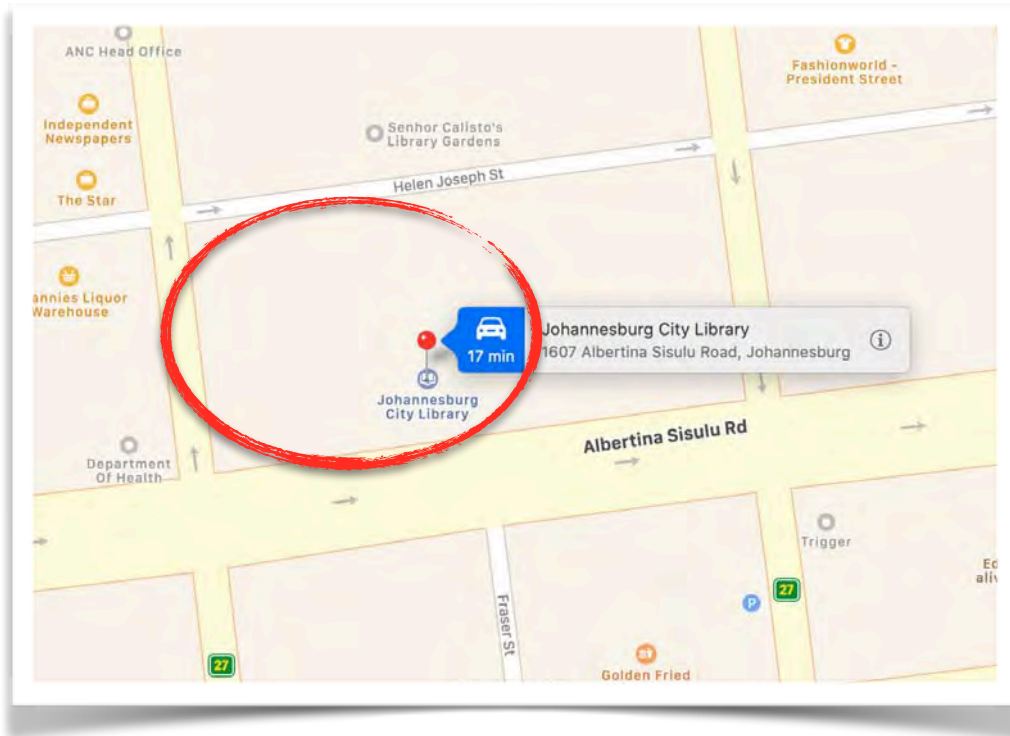 ANC Head Office
Fashionworld -
President Street
Independent
Newspapers
Senhor Calisto's
Library Gardens
The Star
Helen Joseph St
annies Liquor
Warehouse
17 min
Johannesburg City Library
1607 Albertina Sisulu Road, Johannesburg
Johannesburg
City Library
Albertina Sisulu Rd
Department
Of Health
Trigger
Ed
aliv
27
P
Fraser St
27
Golden Fried